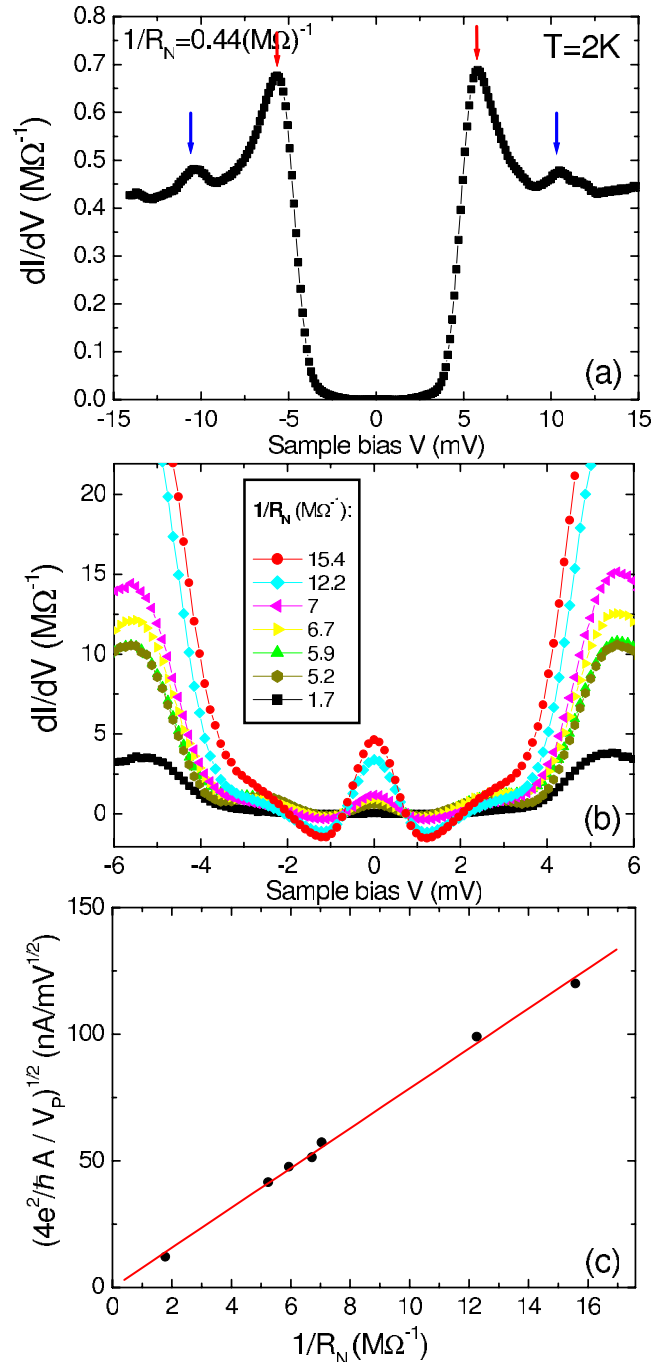 1/R_N=0.44(MΩ)⁻¹
T=2K
dI/dV (MΩ⁻¹)
0.8
0.7
0.6
0.5
0.4
0.3
0.2
0.1
0.0
(a)
-15 -10 -5 0 5 10 15
Sample bias V (mV)
1/R_N (MΩ⁻¹):
15.4
12.2
7
6.7
5.9
5.2
1.7
dI/dV (MΩ⁻¹)
20
15
10
5
0
(b)
-6 -4 -2 0 2 4 6
Sample bias V (mV)
(4e²/ℏ A / V_P)^1/2 (nA/mV^1/2)
150
100
50
0
(c)
0 2 4 6 8 10 12 14 16
1/R_N (MΩ⁻¹)